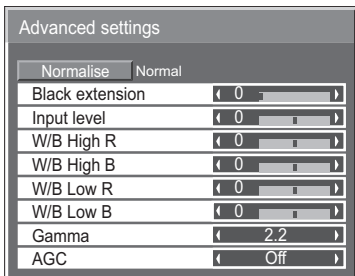 Advanced settings
Normalise Normal
Black extension 0
Input level 0
W/B High R 0
W/B High B 0
W/B Low R 0
W/B Low B 0
Gamma 2.2
AGC Off